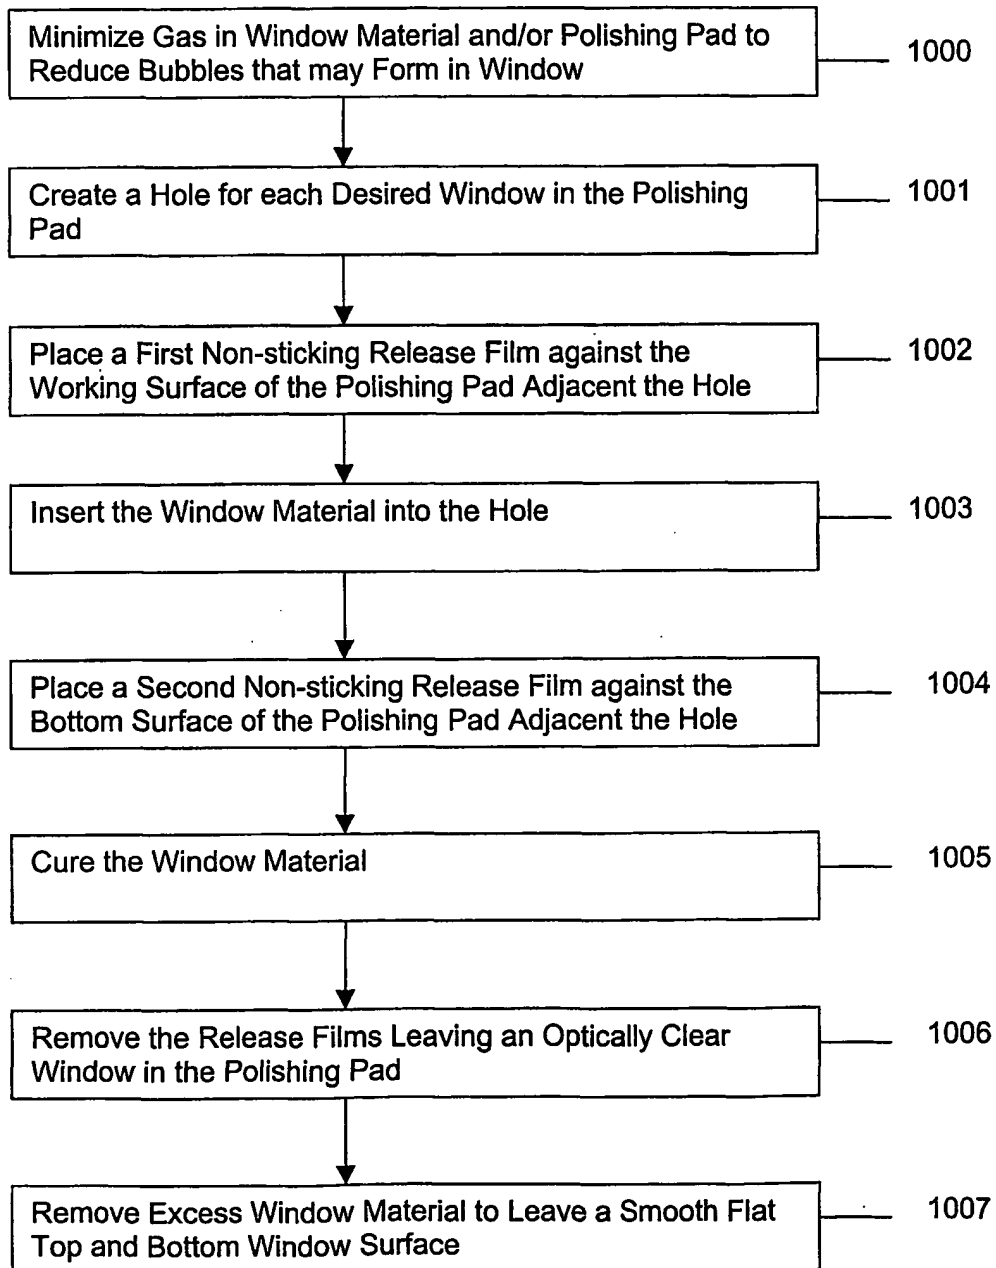 Minimize Gas in Window Material and/or Polishing Pad to
Reduce Bubbles that may Form in Window
1000
Create a Hole for each Desired Window in the Polishing
Pad
1001
Place a First Non-sticking Release Film against the
Working Surface of the Polishing Pad Adjacent the Hole
1002
Insert the Window Material into the Hole
1003
Place a Second Non-sticking Release Film against the
Bottom Surface of the Polishing Pad Adjacent the Hole
1004
Cure the Window Material
1005
Remove the Release Films Leaving an Optically Clear
Window in the Polishing Pad
1006
Remove Excess Window Material to Leave a Smooth Flat
Top and Bottom Window Surface
1007